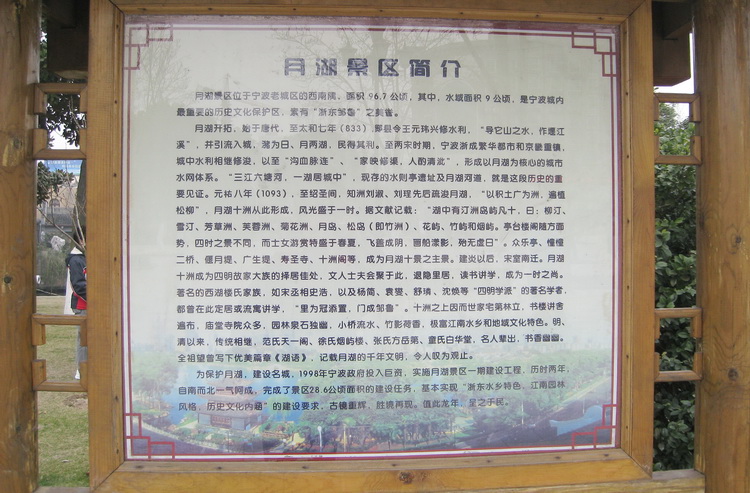 月湖景区简介
月湖景区位于宁波老城区的西南隅，面积 96.7 公顷，其中，水域面积 9 公顷，是宁波城内
最重要的历史文化保护区，素有“浙东邹鲁”之美誉。
月湖开拓，始于唐代，至太和七年（833）鄮县令王元玮兴修水利，“导它山之水，作堰江
溪”，并引流入城，潴为日、月两湖，民得其利。至两宋时期，宁波渐成繁华都市和京畿重镇，
城中水利相继修浚，以至“沟血脉连”、“家映修渠，人酌清泚”，形成以月湖为核心的城市
水网体系。“三江六塘河，一湖居城中”，现存的水则亭遗址及月湖河道，就是这段历史的重
要见证。元祐八年（1093），至绍圣间，知洲刘淑、刘珵先后疏浚月湖，“以积土广为洲，遍植
松柳”，月湖十洲从此形成，风光盛于一时。据文献记载：“湖中有汀洲岛屿凡十，曰：柳汀、
雪汀、芳草洲、芙蓉洲、菊花洲、月岛、松岛（即竹洲）、花屿、竹屿和烟屿。亭台楼阁随方面
势，四时之景不同，而士女游赏特盛于春夏，飞盖成阴，画船漾影，殆无虚日”。众乐亭、憧憧
二桥、偃月堤、广生堤、寿圣寺、十洲阁等，成为月湖十景之主景。建炎以后，宋室南迁。月湖
十洲成为四明故家大族的择居佳处，文人士夫会聚于此，退隐里居，读书讲学，成为一时之尚。
著名的西湖楼氏家族，如宋丞相史浩，以及杨简、袁燮、舒璘、沈焕等“四明学派”的著名学者，
都曾在此定居或流寓讲学，“里为冠添置，门成邹鲁”。十洲之上因而世家宅第林立，书楼讲舍
遍布，庙堂寺院众多，园林泉石独幽，小桥流水、竹影荷香，极富江南水乡和地域文化特色。明、
清以来，传统相继，范氏天一阁、徐氏烟屿楼、张氏方岳第、童氏白华堂，名人辈出，书香幽幽。
全祖望曾写下优美篇章《湖语》，记载月湖的千年文明，令人叹为观止。
为保护月湖，建设名城，1998年宁波政府投入巨资，实施月湖景区一期建设工程，历时两年，
自南而北一气呵成，完成了景区28.6公顷面积的建设任务，基本实现“浙东水乡特色，江南园林
风格，历史文化内涵”的建设要求，古镜重辉，胜境再现。值此龙年，呈之于民。